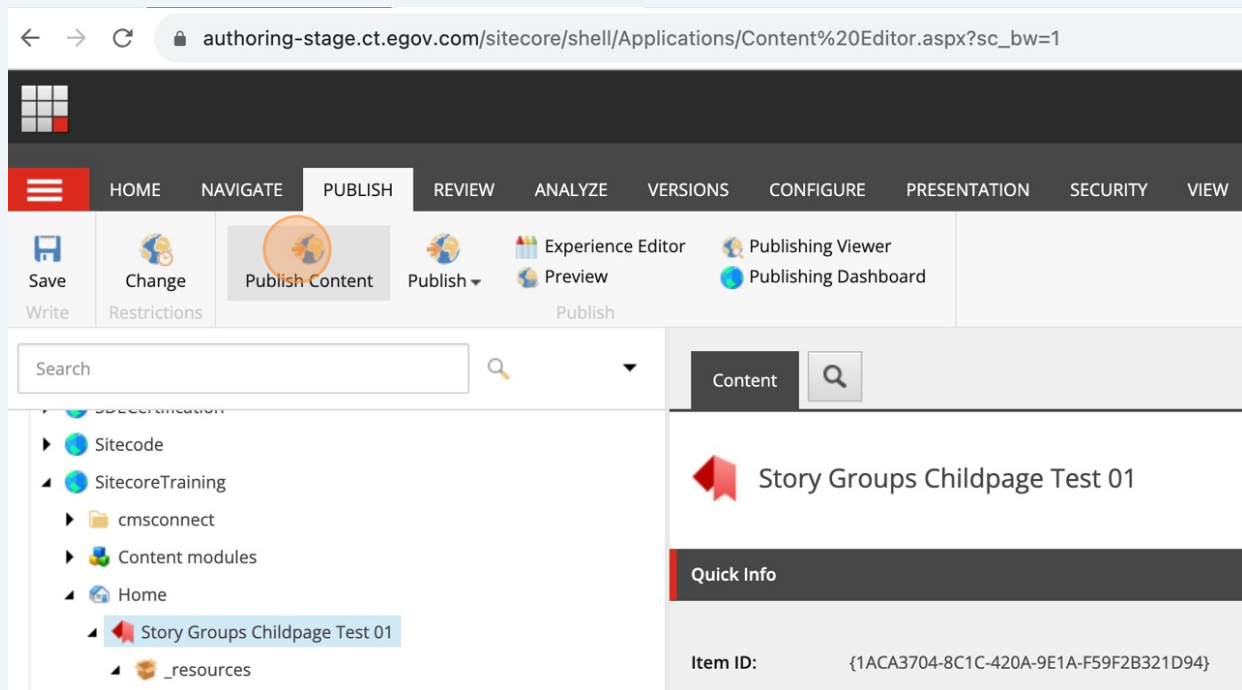 authoring-stage.ct.egov.com/sitecore/shell/Applications/Content%20Editor.aspx?sc_bw=1
HOME NAVIGATE PUBLISH REVIEW ANALYZE VERSIONS CONFIGURE PRESENTATION SECURITY VIEW
Experience Editor Publishing Viewer
Save Change Publish Content Publish Preview Publishing Dashboard
Write Restrictions Publish
Search
Content
SDECertification
Sitecode
Story Groups Childpage Test 01
SitecoreTraining
cmsconnect
Content modules
Quick Info
Home
Story Groups Childpage Test 01
_resources
Item ID: {1ACA3704-8C1C-420A-9E1A-F59F2B321D94}